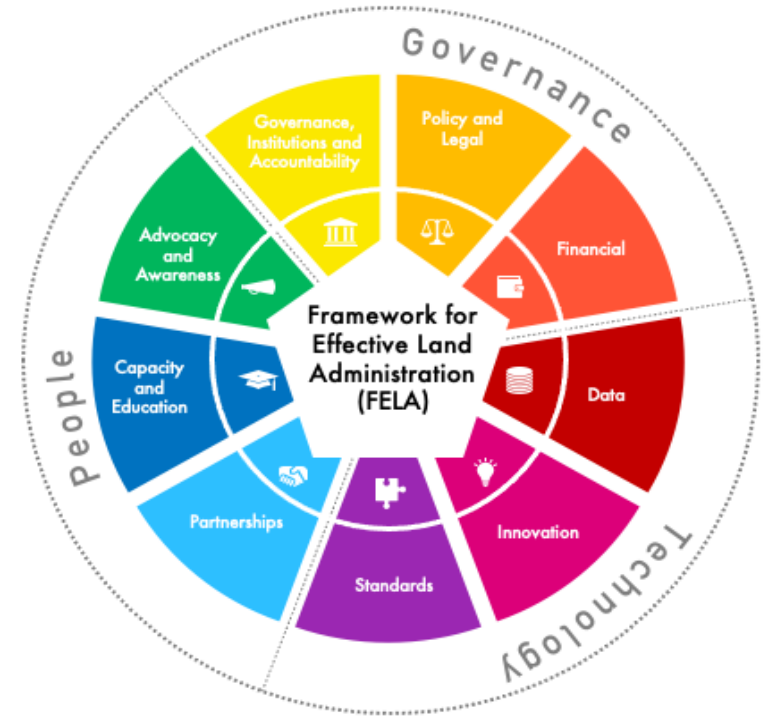 Governance
Governance,
Institutions and
Accountability
Policy and
Legal
Financial
Data
Technology
Innovation
Standards
Partnerships
People
Capacity
and
Education
Advocacy
and
Awareness
Framework for
Effective Land
Administration
(FELA)